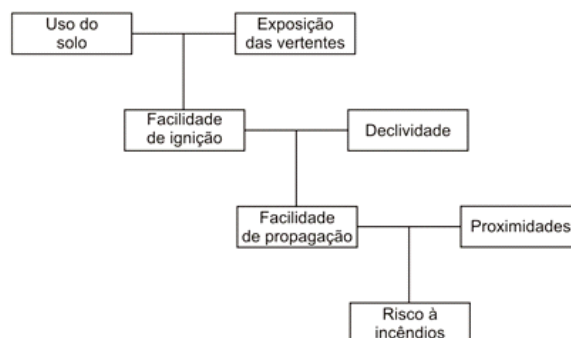 Uso do
solo
Exposição
das vertentes
Facilidade
de ignição
Declividade
Facilidade
de propagação
Proximidades
Risco à
incêndios